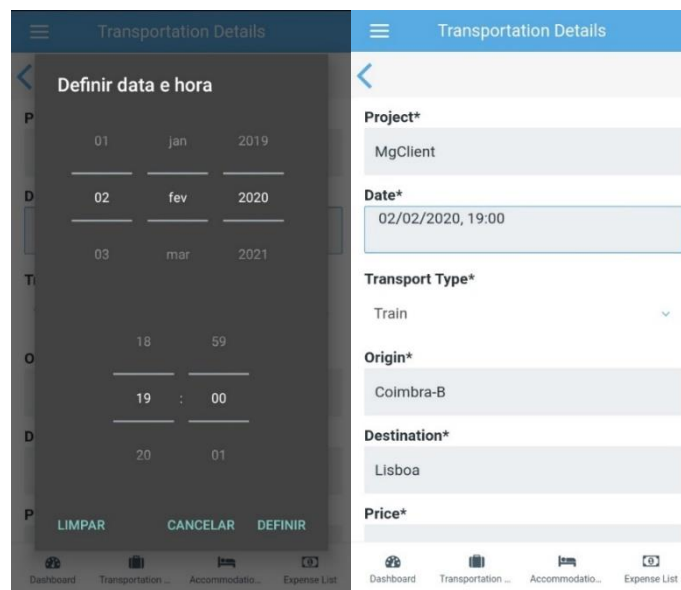 Transportation Details
Definir data e hora
P
01 jan 2019
D
02 fev 2020
03 mar 2021
T
18 59
O
19 : 00
D
20 01
P
LIMPAR CANCELAR DEFINIR
Dashboard Transportation ... Accommodatio... Expense List
Transportation Details
Project*
MgClient
Date*
02/02/2020, 19:00
Transport Type*
Train
Origin*
Coimbra-B
Destination*
Lisboa
Price*
Dashboard Transportation ... Accommodatio... Expense List